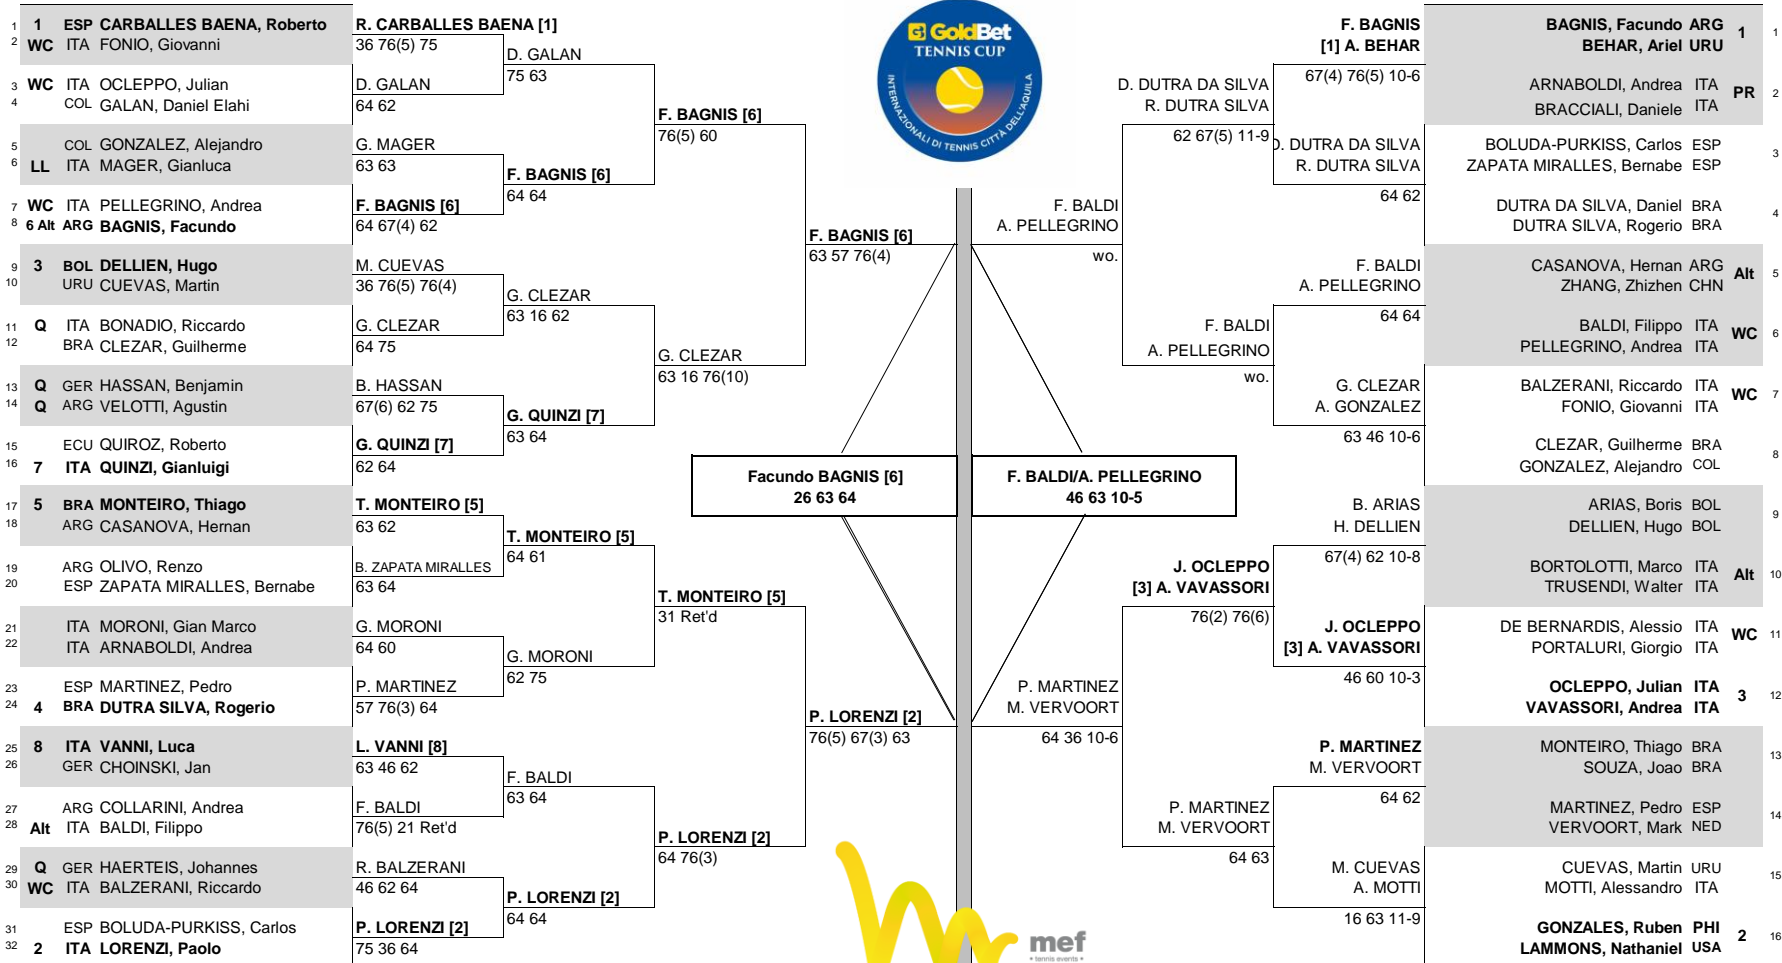 GoldBet
TENNIS CUP
INTERNAZIONALI DI TENNIS CITTÀ DELL'AQUILA
1 1 ESP CARBALLES BAENA, Roberto
2 WC ITA FONIO, Giovanni
3 WC ITA OCLEPPO, Julian
4 COL GALAN, Daniel Elahi
5 COL GONZALEZ, Alejandro
6 LL ITA MAGER, Gianluca
7 WC ITA PELLEGRINO, Andrea
8 6 Alt ARG BAGNIS, Facundo
9 3 BOL DELLIEN, Hugo
10 URU CUEVAS, Martin
11 Q ITA BONADIO, Riccardo
12 BRA CLEZAR, Guilherme
13 Q GER HASSAN, Benjamin
14 Q ARG VELOTTI, Agustin
15 ECU QUIROZ, Roberto
16 7 ITA QUINZI, Gianluigi
17 5 BRA MONTEIRO, Thiago
18 ARG CASANOVA, Hernan
19 ARG OLIVO, Renzo
20 ESP ZAPATA MIRALLES, Bernabe
21 ITA MORONI, Gian Marco
22 ITA ARNABOLDI, Andrea
23 ESP MARTINEZ, Pedro
24 4 BRA DUTRA SILVA, Rogerio
25 8 ITA VANNI, Luca
26 GER CHOINSKI, Jan
27 ARG COLLARINI, Andrea
28 Alt ITA BALDI, Filippo
29 Q GER HAERTEIS, Johannes
30 WC ITA BALZERANI, Riccardo
31 ESP BOLUDA-PURKISS, Carlos
32 2 ITA LORENZI, Paolo
R. CARBALLES BAENA [1]
36 76(5) 75
D. GALAN
64 62
G. MAGER
63 63
F. BAGNIS [6]
64 67(4) 62
M. CUEVAS
36 76(5) 76(4)
G. CLEZAR
64 75
B. HASSAN
67(6) 62 75
G. QUINZI [7]
62 64
T. MONTEIRO [5]
63 62
B. ZAPATA MIRALLES
63 64
G. MORONI
64 60
P. MARTINEZ
57 76(3) 64
L. VANNI [8]
63 46 62
F. BALDI
76(5) 21 Ret'd
R. BALZERANI
46 62 64
P. LORENZI [2]
75 36 64
D. GALAN
75 63
F. BAGNIS [6]
64 64
G. CLEZAR
63 16 62
G. QUINZI [7]
63 64
T. MONTEIRO [5]
64 61
G. MORONI
62 75
F. BALDI
63 64
P. LORENZI [2]
64 64
F. BAGNIS [6]
76(5) 60
G. CLEZAR
63 16 76(10)
T. MONTEIRO [5]
31 Ret'd
P. LORENZI [2]
64 76(3)
F. BAGNIS [6]
63 57 76(4)
P. LORENZI [2]
76(5) 67(3) 63
Facundo BAGNIS [6]
26 63 64
F. BALDI/A. PELLEGRINO
46 63 10-5
F. BALDI
A. PELLEGRINO
wo.
P. MARTINEZ
M. VERVOORT
64 36 10-6
D. DUTRA DA SILVA
R. DUTRA SILVA
62 67(5) 11-9
F. BALDI
A. PELLEGRINO
wo.
J. OCLEPPO
[3] A. VAVASSORI
76(2) 76(6)
P. MARTINEZ
M. VERVOORT
64 63
F. BAGNIS
[1] A. BEHAR
67(4) 76(5) 10-6
D. DUTRA DA SILVA
R. DUTRA SILVA
64 62
F. BALDI
A. PELLEGRINO
64 64
G. CLEZAR
A. GONZALEZ
63 46 10-6
B. ARIAS
H. DELLIEN
67(4) 62 10-8
J. OCLEPPO
[3] A. VAVASSORI
46 60 10-3
P. MARTINEZ
M. VERVOORT
64 62
M. CUEVAS
A. MOTTI
16 63 11-9
BAGNIS, Facundo ARG 1 1
BEHAR, Ariel URU
ARNABOLDI, Andrea ITA PR 2
BRACCIALI, Daniele ITA
BOLUDA-PURKISS, Carlos ESP 3
ZAPATA MIRALLES, Bernabe ESP
DUTRA DA SILVA, Daniel BRA 4
DUTRA SILVA, Rogerio BRA
CASANOVA, Hernan ARG Alt 5
ZHANG, Zhizhen CHN
BALDI, Filippo ITA WC 6
PELLEGRINO, Andrea ITA
BALZERANI, Riccardo ITA WC 7
FONIO, Giovanni ITA
CLEZAR, Guilherme BRA 8
GONZALEZ, Alejandro COL
ARIAS, Boris BOL 9
DELLIEN, Hugo BOL
BORTOLOTTI, Marco ITA Alt 10
TRUSENDI, Walter ITA
DE BERNARDIS, Alessio ITA WC 11
PORTALURI, Giorgio ITA
OCLEPPO, Julian ITA 3 12
VAVASSORI, Andrea ITA
MONTEIRO, Thiago BRA 13
SOUZA, Joao BRA
MARTINEZ, Pedro ESP 14
VERVOORT, Mark NED
CUEVAS, Martin URU 15
MOTTI, Alessandro ITA
GONZALES, Ruben PHI 2 16
LAMMONS, Nathaniel USA
mef
• tennis events •